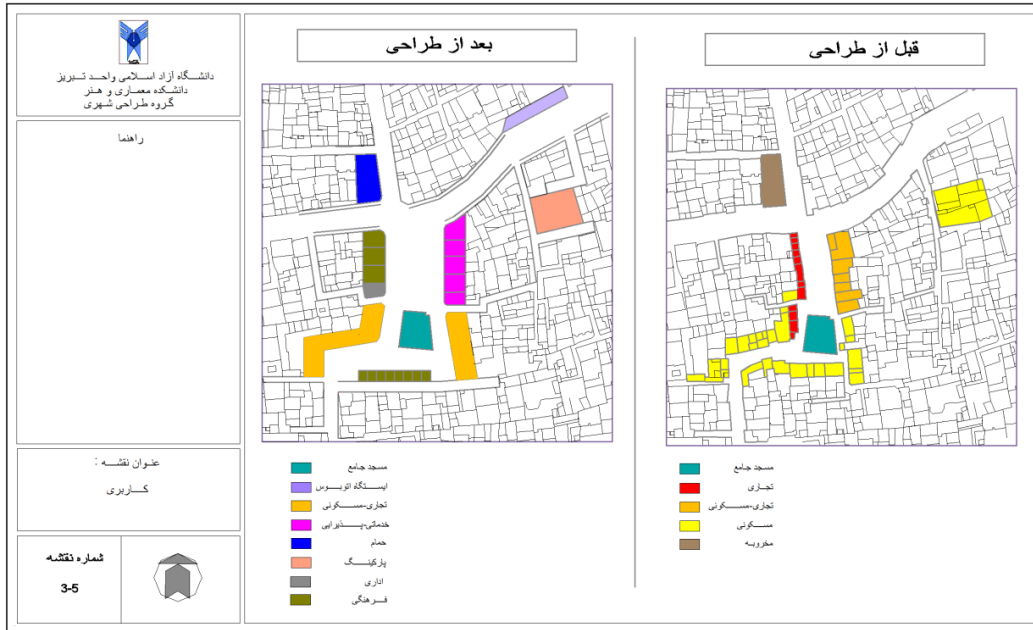 دانشگاه آزاد اسلامی واحد تبریز
دانشکده معماری و هنر
گروه طراحی شهری
راهنما
عنوان نقشه :
کاربری
شماره نقشه
3-5
قبل از طراحی
مسجد جامع
تجاری
تجاری-مسکونی
مسکونی
مخروبه
بعد از طراحی
مسجد جامع
ایستگاه اتوبوس
تجاری-مسکونی
خدماتی-پذیرایی
حمام
پارکینگ
اداری
فرهنگی